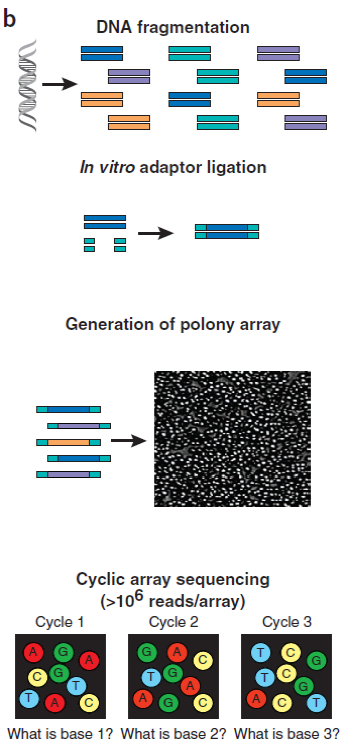 b
DNA fragmentation
In vitro adaptor ligation
Generation of polony array
Cyclic array sequencing
(>10⁶ reads/array)
Cycle 1 Cycle 2 Cycle 3
A G A C T T A C
G A C T G A A G C
T C G T C G A C T
What is base 1? What is base 2? What is base 3?